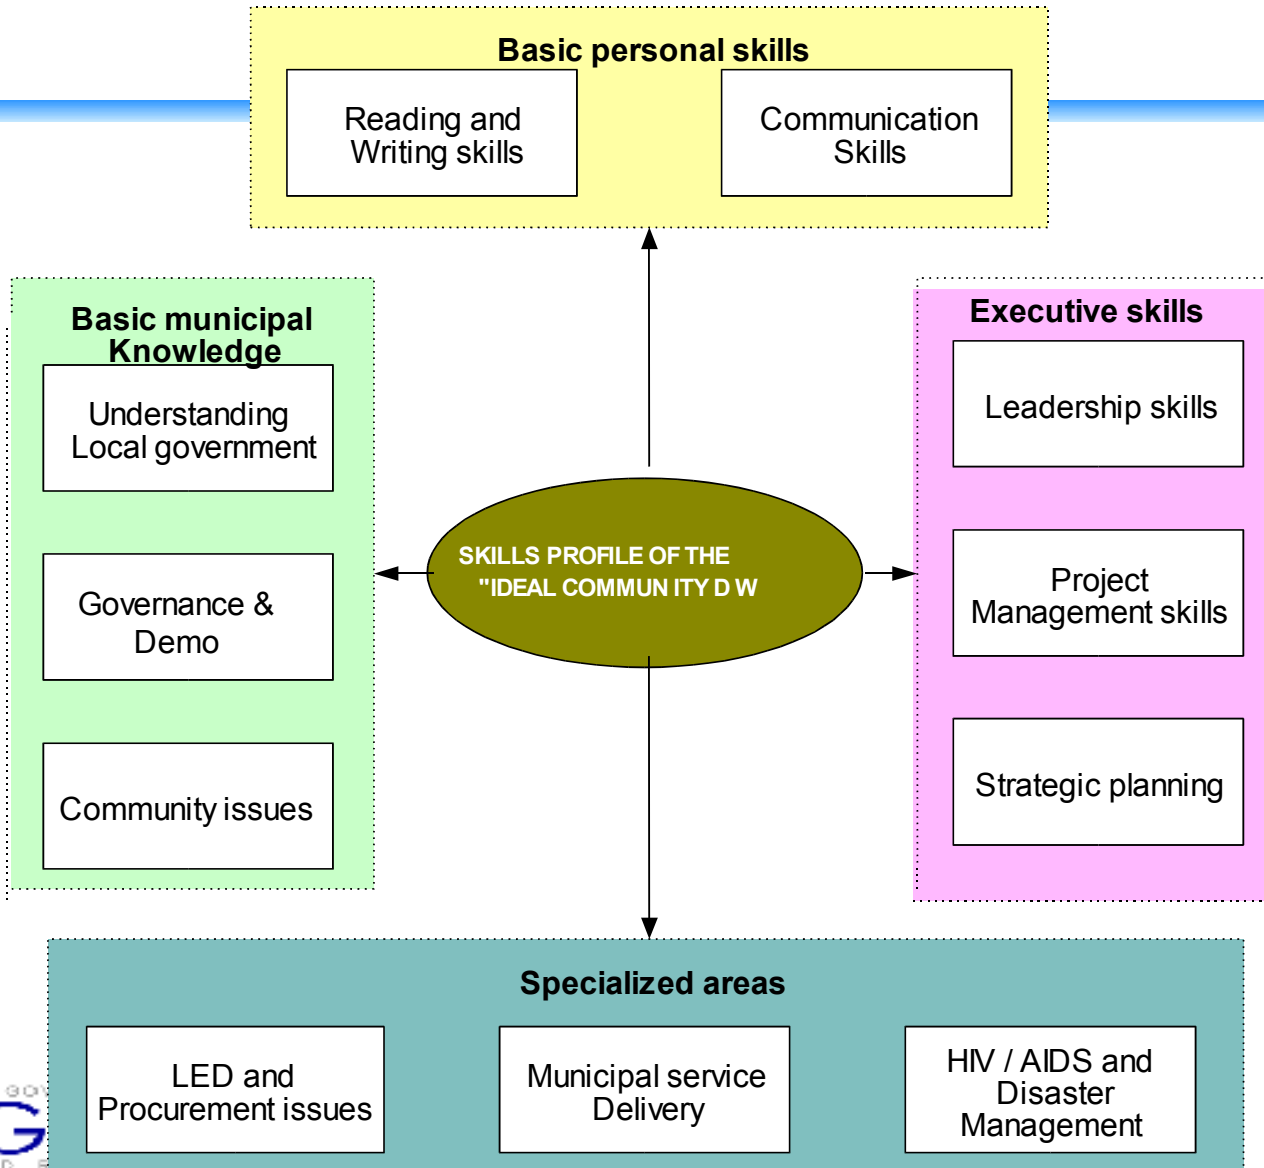 Basic personal skills
Reading and
Writing skills
Communication
Skills
Basic municipal
Knowledge
Understanding
Local government
Governance &
Demo
Community issues
SKILLS PROFILE OF THE
"IDEAL COMMUN ITY D W
Executive skills
Leadership skills
Project
Management skills
Strategic planning
Specialized areas
LED and
Procurement issues
Municipal service
Delivery
HIV / AIDS and
Disaster
Management
G